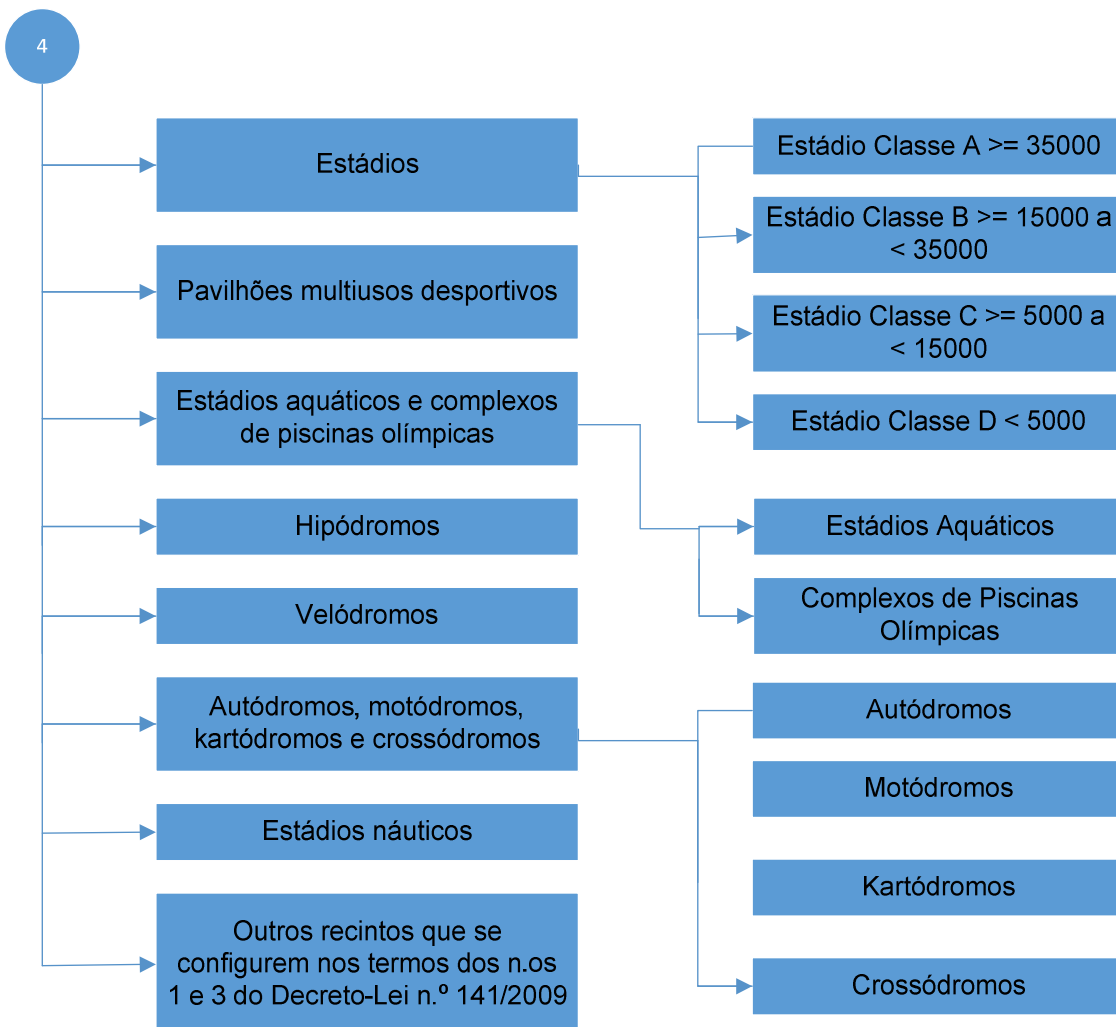 4
Estádios
Pavilhões multiusos desportivos
Estádios aquáticos e complexos
de piscinas olímpicas
Hipódromos
Velódromos
Autódromos, motódromos,
kartódromos e crossódromos
Estádios náuticos
Outros recintos que se
configurem nos termos dos n.os
1 e 3 do Decreto-Lei n.º 141/2009
Estádio Classe A >= 35000
Estádio Classe B >= 15000 a
< 35000
Estádio Classe C >= 5000 a
< 15000
Estádio Classe D < 5000
Estádios Aquáticos
Complexos de Piscinas
Olímpicas
Autódromos
Motódromos
Kartódromos
Crossódromos